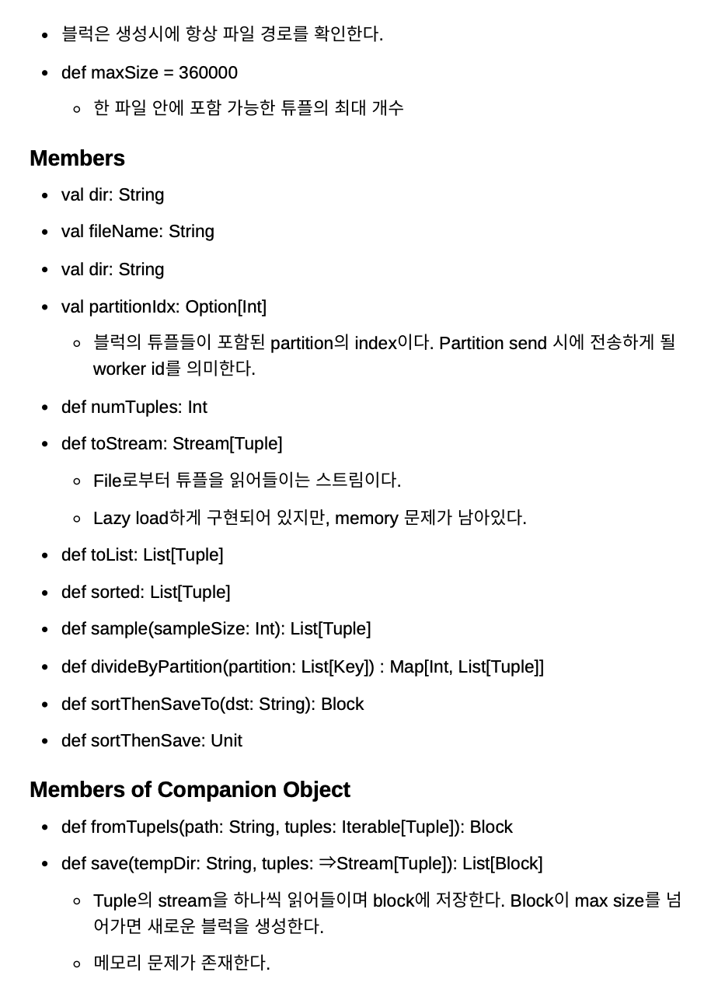 블럭은 생성시에 항상 파일 경로를 확인한다.
def maxSize = 360000
한 파일 안에 포함 가능한 튜플의 최대 개수
Members
val dir: String
val fileName: String
val dir: String
val partitionIdx: Option[Int]
블럭의 튜플들이 포함된 partition의 index이다. Partition send 시에 전송하게 될
worker id를 의미한다.
def numTuples: Int
def toStream: Stream[Tuple]
File로부터 튜플을 읽어들이는 스트림이다.
Lazy load하게 구현되어 있지만, memory 문제가 남아있다.
def toList: List[Tuple]
def sorted: List[Tuple]
def sample(sampleSize: Int): List[Tuple]
def divideByPartition(partition: List[Key]) : Map[Int, List[Tuple]]
def sortThenSaveTo(dst: String): Block
def sortThenSave: Unit
Members of Companion Object
def fromTupels(path: String, tuples: Iterable[Tuple]): Block
def save(tempDir: String, tuples: ⇒Stream[Tuple]): List[Block]
Tuple의 stream을 하나씩 읽어들이며 block에 저장한다. Block이 max size를 넘
어가면 새로운 블럭을 생성한다.
메모리 문제가 존재한다.